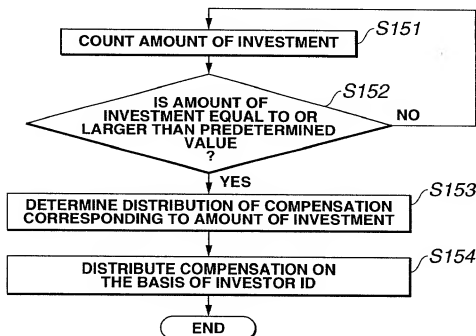 S151
COUNT AMOUNT OF INVESTMENT
S152
IS AMOUNT OF
INVESTMENT EQUAL TO OR
LARGER THAN PREDETERMINED
VALUE
?
NO
YES
S153
DETERMINE DISTRIBUTION OF COMPENSATION
CORRESPONDING TO AMOUNT OF INVESTMENT
S154
DISTRIBUTE COMPENSATION ON
THE BASIS OF INVESTOR ID
END